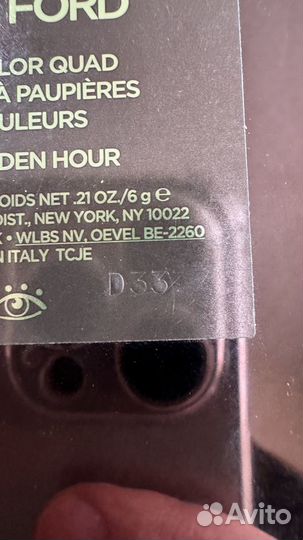 FORD
LOR QUAD
À PAUPIÈRES
ULEURS
DEN HOUR
OIDS NET .21 OZ./6 g ℮
DIST., NEW YORK, NY 10022
• WLBS NV, OEVEL BE-2260
N ITALY TCJE
D33
Avito